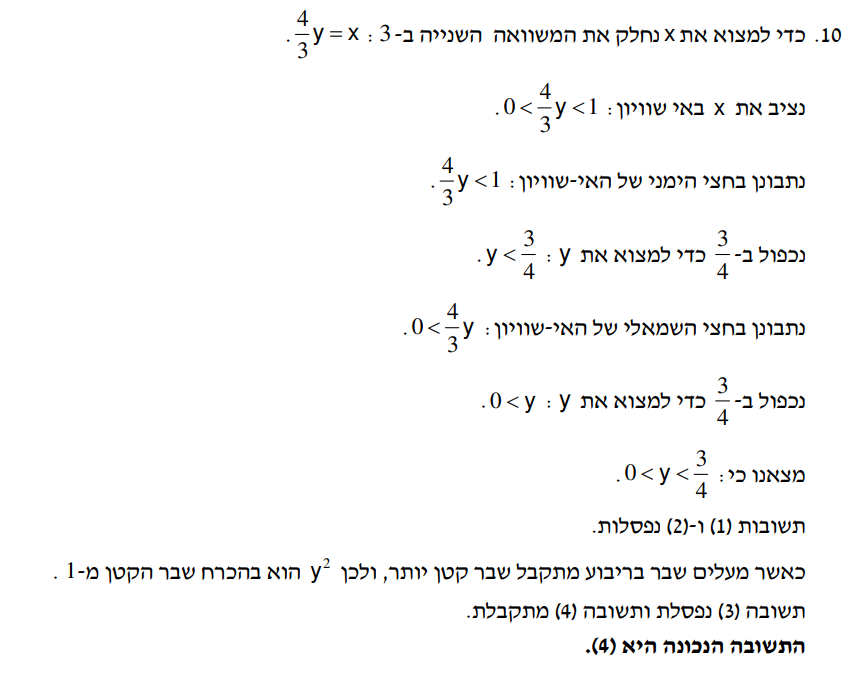 10. כדי למצוא את x נחלק את המשוואה השנייה ב-3 : $\frac{4}{3}y = x$.
נציב את x באי שוויון : $0 < \frac{4}{3}y < 1$.
נתבונן בחצי הימני של האי-שוויון : $\frac{4}{3}y < 1$.
נכפול ב- $\frac{3}{4}$ כדי למצוא את y : $y < \frac{3}{4}$.
נתבונן בחצי השמאלי של האי-שוויון : $0 < \frac{4}{3}y$.
נכפול ב- $\frac{3}{4}$ כדי למצוא את y : $0 < y$.
מצאנו כי : $0 < y < \frac{3}{4}$.
תשובות (1) ו-(2) נפסלות.
כאשר מעלים שבר בריבוע מתקבל שבר קטן יותר, ולכן $y^2$ הוא בהכרח שבר הקטן מ-1 .
תשובה (3) נפסלת ותשובה (4) מתקבלת.
התשובה הנכונה היא (4).